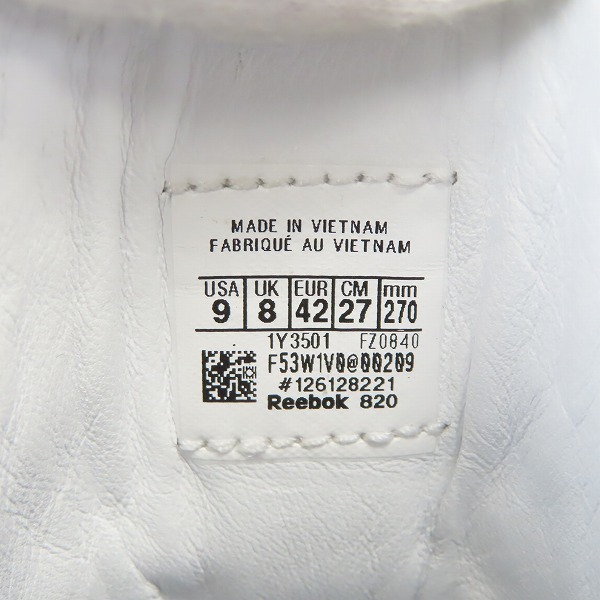 MADE IN VIETNAM
FABRIQUÉ AU VIETNAM
USA UK EUR CM mm
9 8 42 27 270
1Y3501 FZ0840
F53W1V0@00209
#126128221
Reebok 820